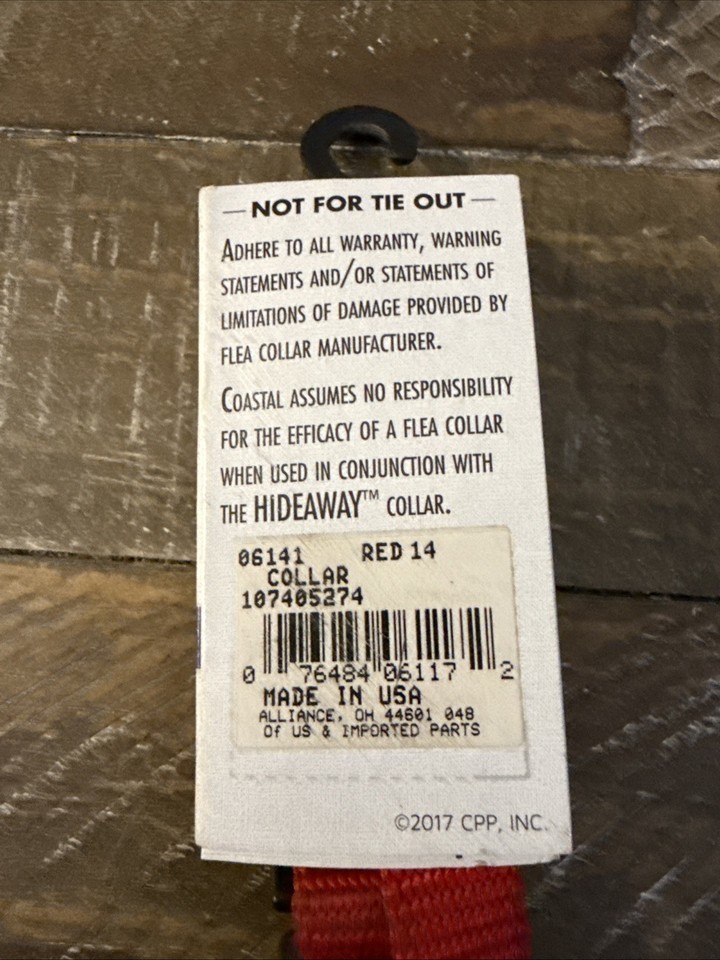 — NOT FOR TIE OUT —
ADHERE TO ALL WARRANTY, WARNING
STATEMENTS AND/OR STATEMENTS OF
LIMITATIONS OF DAMAGE PROVIDED BY
FLEA COLLAR MANUFACTURER.
COASTAL ASSUMES NO RESPONSIBILITY
FOR THE EFFICACY OF A FLEA COLLAR
WHEN USED IN CONJUNCTION WITH
THE HIDEAWAY™ COLLAR.
06141 RED 14
COLLAR
107405274
0 76484 06117 2
MADE IN USA
ALLIANCE, OH 44601 048
Of US & IMPORTED PARTS
©2017 CPP, INC.